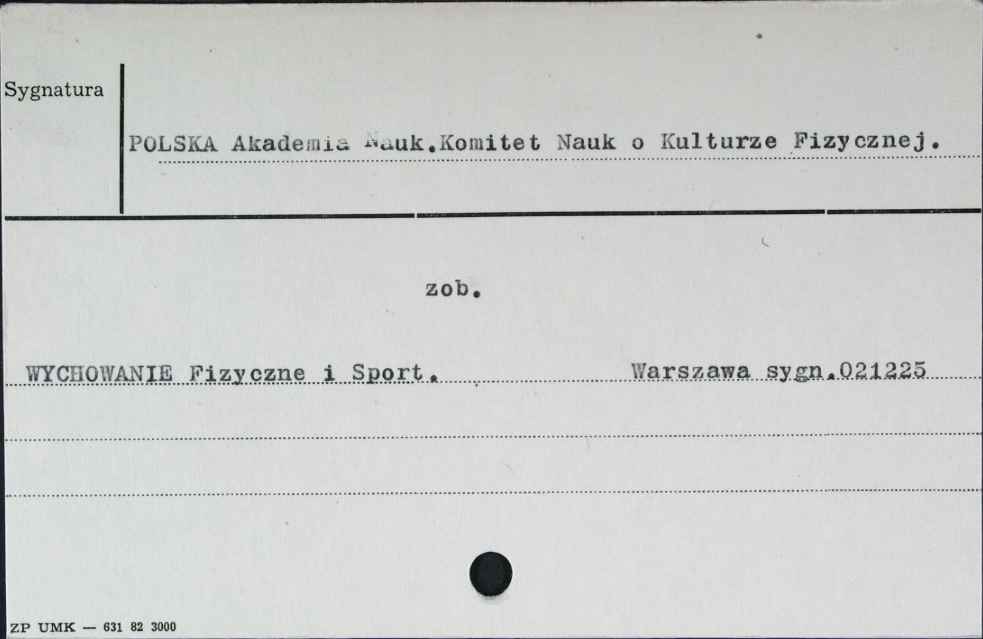 Sygnatura
POLSKA Akademia Nauk.Komitet Nauk o Kulturze Fizycznej.
zob.
WYCHOWANIE Fizyczne i Sport. Warszawa sygn.021225
ZP UMK — 631 82 3000